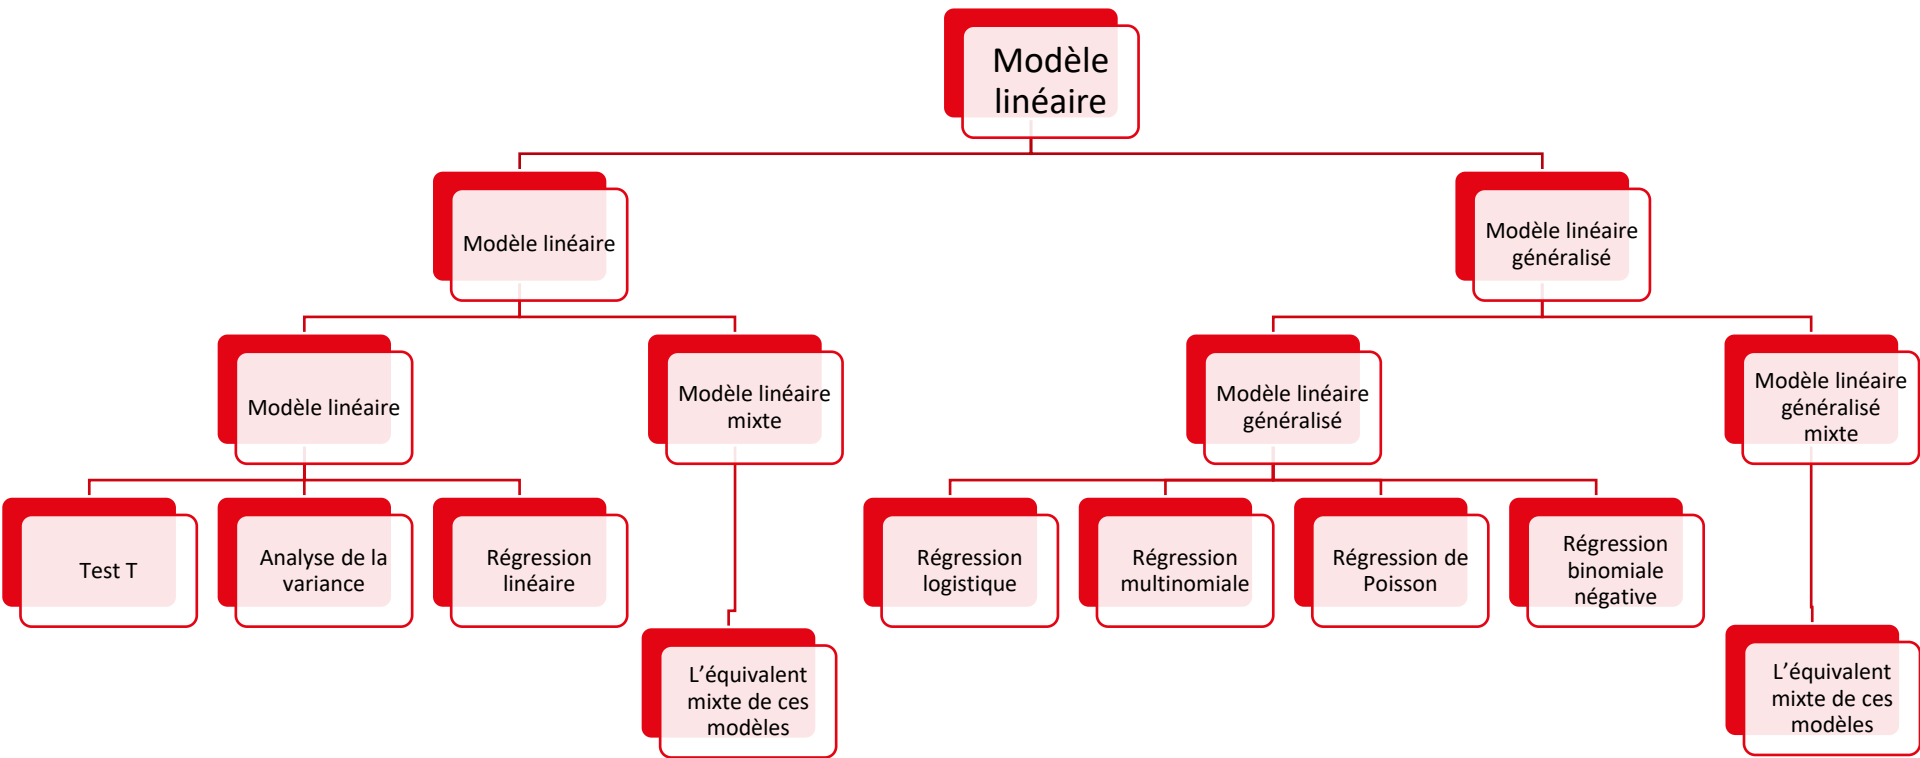 Modèle
linéaire
Modèle linéaire
Modèle linéaire
généralisé
Modèle linéaire
Modèle linéaire
mixte
Modèle linéaire
généralisé
Modèle linéaire
généralisé
mixte
Test T
Analyse de la
variance
Régression
linéaire
Régression
logistique
Régression
multinomiale
Régression de
Poisson
Régression
binomiale
négative
L’équivalent
mixte de ces
modèles
L’équivalent
mixte de ces
modèles